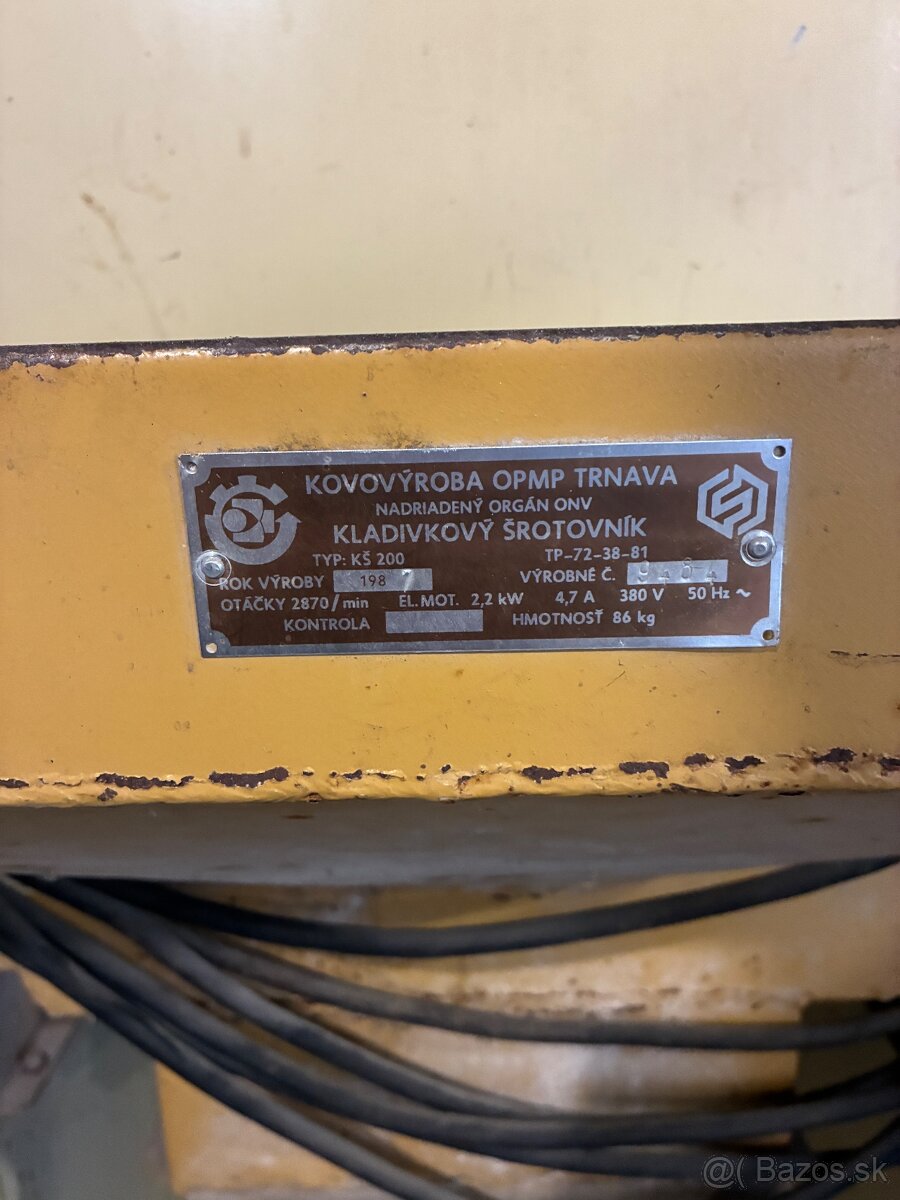 KOVOVÝROBA OPMP TRNAVA
NADRIADENÝ ORGÁN ONV
KLADIVKOVÝ ŠROTOVNÍK
TYP: KŠ 200 TP-72-38-81
ROK VÝROBY 1987 VÝROBNÉ Č.
OTÁČKY 2870/min EL. MOT. 2,2 kW 4,7 A 380 V 50 Hz ~
KONTROLA HMOTNOSŤ 86 kg
@( Bazos.sk